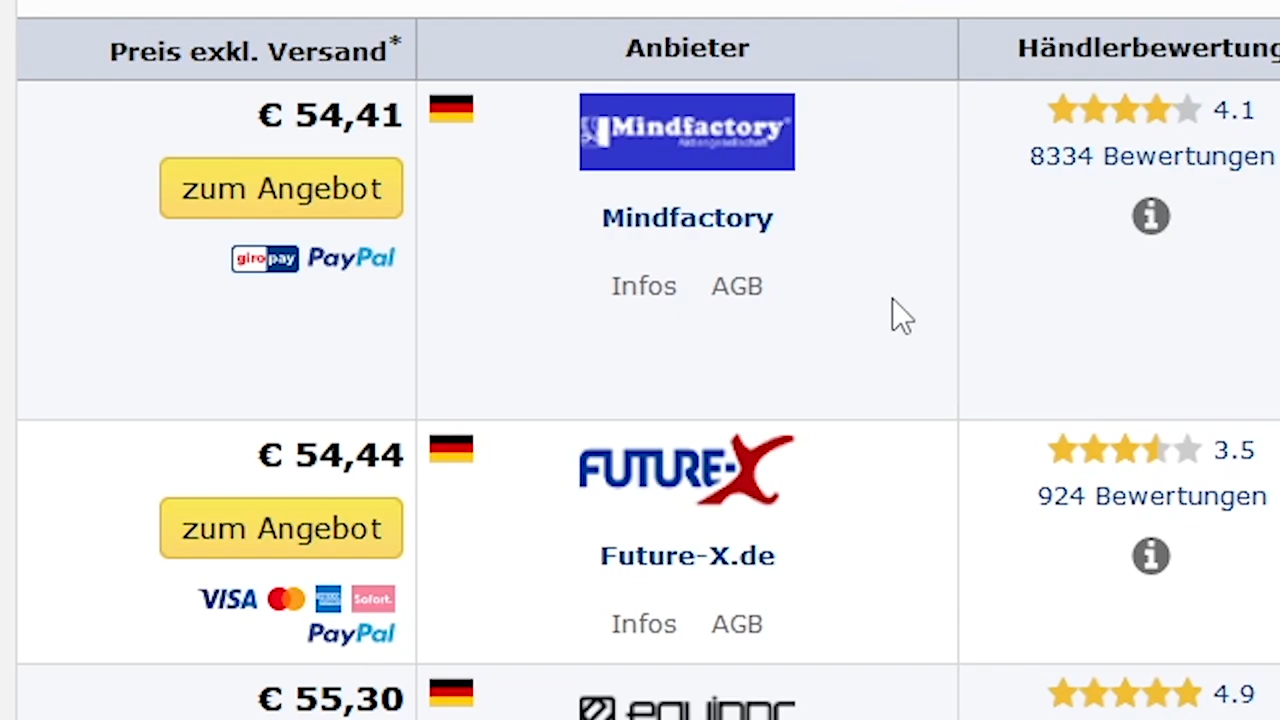 Preis exkl. Versand*
Anbieter
Händlerbewertung
€ 54,41
zum Angebot
giropay PayPal
Mindfactory
Aktiengesellschaft
Mindfactory
Infos AGB
4.1
8334 Bewertungen
€ 54,44
zum Angebot
VISA Sofort.
PayPal
FUTURE-X
Future-X.de
Infos AGB
3.5
924 Bewertungen
€ 55,30
4.9